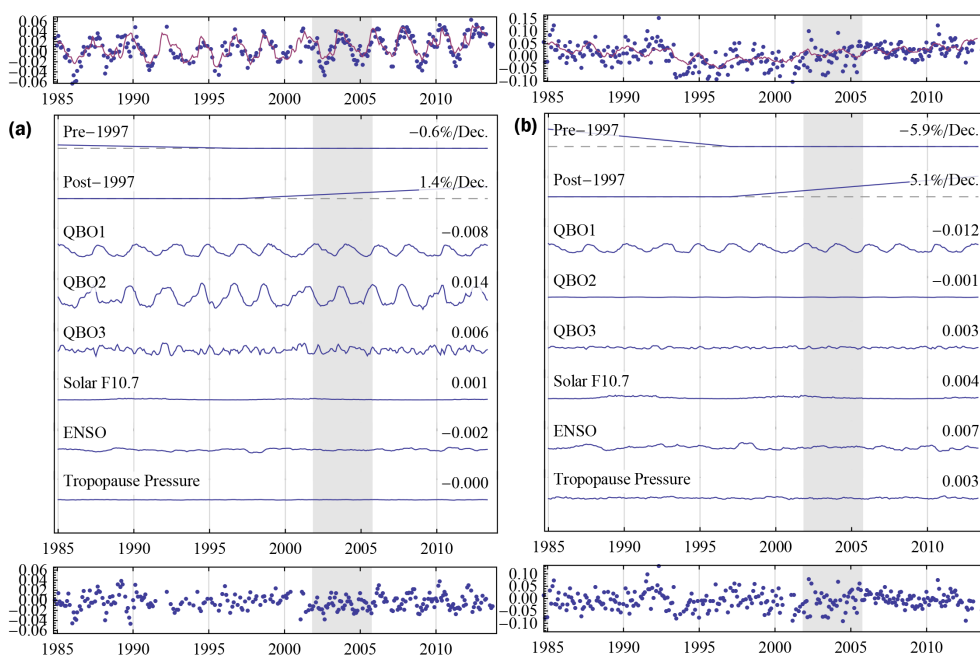 0.06
0.04
0.02
0.00
−0.02
−0.04
−0.06
1985 1990 1995 2000 2005 2010
(a)
Pre−1997 −0.6%/Dec.
Post−1997 1.4%/Dec.
QBO1 −0.008
QBO2 0.014
QBO3 0.006
Solar F10.7 0.001
ENSO −0.002
Tropopause Pressure −0.000
1985 1990 1995 2000 2005 2010
0.06
0.04
0.02
0.00
−0.02
−0.04
−0.06
1985 1990 1995 2000 2005 2010
0.15
0.10
0.05
0.00
−0.05
−0.10
1985 1990 1995 2000 2005 2010
(b)
Pre−1997 −5.9%/Dec.
Post−1997 5.1%/Dec.
QBO1 −0.012
QBO2 −0.001
QBO3 0.003
Solar F10.7 0.004
ENSO 0.007
Tropopause Pressure 0.003
1985 1990 1995 2000 2005 2010
0.10
0.05
0.00
−0.05
−0.10
1985 1990 1995 2000 2005 2010